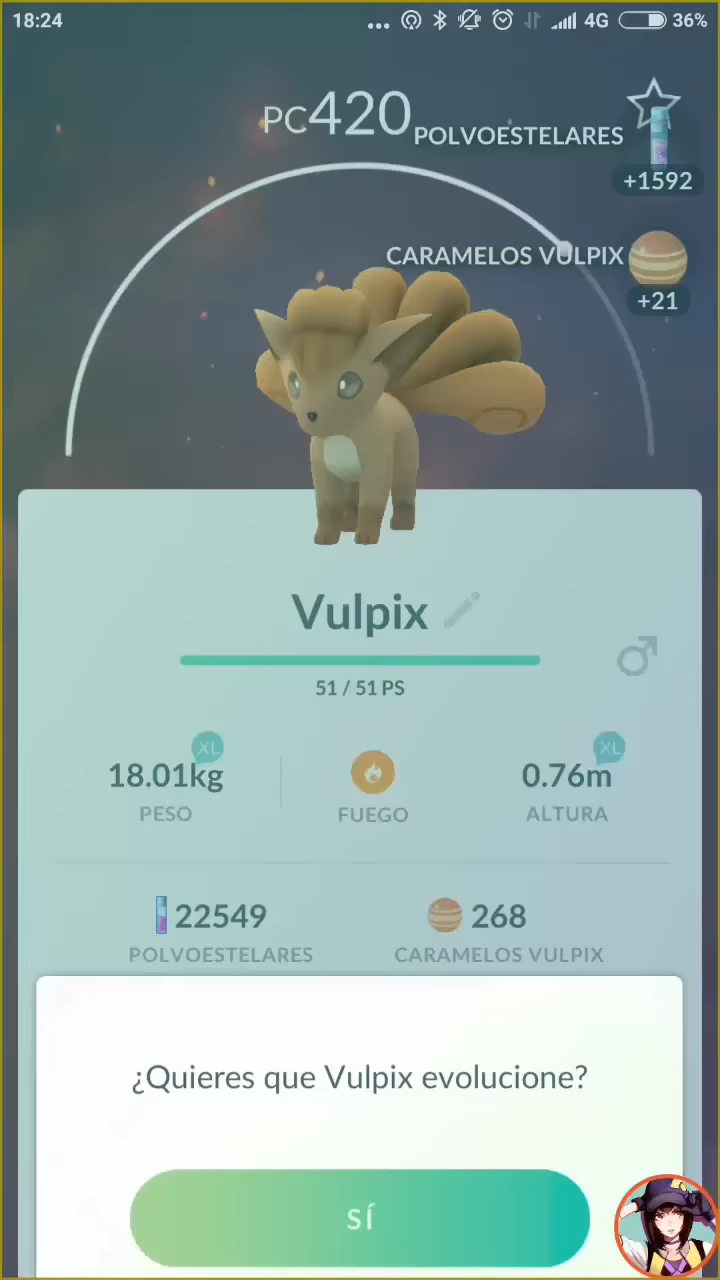 18:24
... 4G 36%
PC420
POLVOESTELARES
+1592
CARAMELOS VULPIX
+21
Vulpix
51 / 51 PS
XL
XL
18.01kg
0.76m
PESO
FUEGO
ALTURA
22549
268
POLVOESTELARES
CARAMELOS VULPIX
¿Quieres que Vulpix evolucione?
SÍ